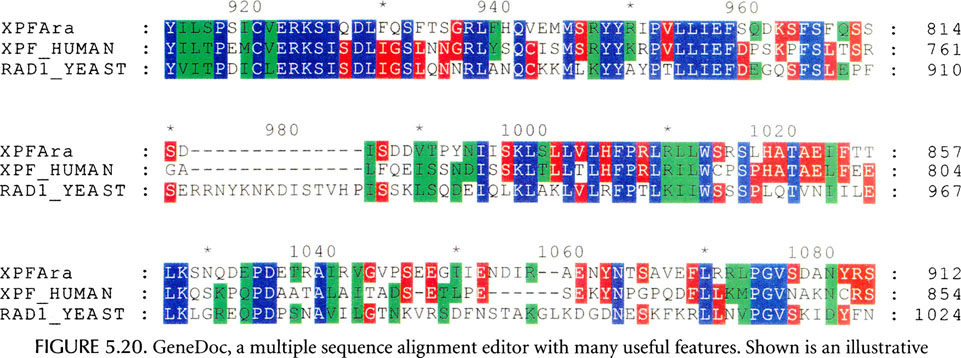 920 * 940 * 960
XPFAra : YILSPSICVERKSIQDLFQSFTSGRLFHQVEMMSRYYRIPVLLIEFSQDKSFSFQSS : 814
XPF_HUMAN : YILTPEMCVERKSISDLIGSLNNGRLYSQCISMSRYYKRPVLLIEFDPSKPFSLTSR : 761
RAD1_YEAST : YVITPDICLERKSISDLIGSLQNNRLANQCKKMLKYYAYPTLLIEFDEGQSFSLEPF : 910
* 980 * 1000 * 1020
XPFAra : SD--------------ISDDVTPYNIISKLSLLVLHFPRLRLLWSRSLHATAEIFTT : 857
XPF_HUMAN : GA--------------LFQEISSNDISSKLTLLTLHFPRLRILWCPSPHATAELFEE : 804
RAD1_YEAST : SERRNYKNKDISTVHPISSKLSQDEIQLKLAKLVLRFPTLKIIWSSSPLQTVNIILE : 967
* 1040 * 1060 * 1080
XPFAra : LKSNQDEPDETRAIRVGVPSEEGIIENDIR--AENYNTSAVEFLRRLPGVSDANYRS : 912
XPF_HUMAN : LKQSKPQPDAATALAITADS-ETLPE------SEKYNPGPQDFLLKMPGVNAKNCRS : 854
RAD1_YEAST : LKLGREQPDPSNAVILGTNKVRSDFNSTAKGLKDGDNESKFKRLLNVPGVSKIDYFN : 1024
FIGURE 5.20. GeneDoc, a multiple sequence alignment editor with many useful features. Shown is an illustrative